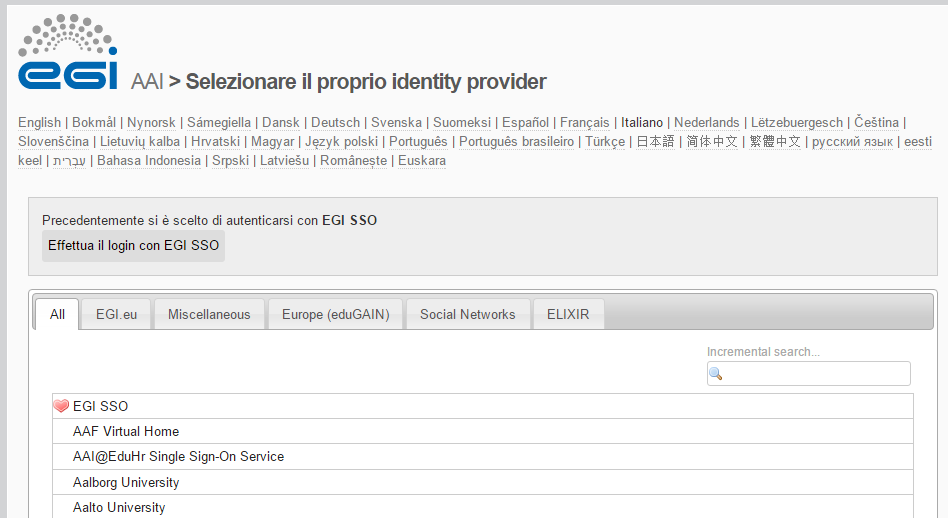 egi
AAI > Selezionare il proprio identity provider
English | Bokmål | Nynorsk | Sámegiella | Dansk | Deutsch | Svenska | Suomeksi | Español | Français | Italiano | Nederlands | Lëtzebuergesch | Čeština |
Slovenščina | Lietuvių kalba | Hrvatski | Magyar | Język polski | Português | Português brasileiro | Türkçe | 日本語 | 简体中文 | 繁體中文 | русский язык | eesti
keel | עִבְרִית | Bahasa Indonesia | Srpski | Latviešu | Românește | Euskara
Precedentemente si è scelto di autenticarsi con EGI SSO
Effettua il login con EGI SSO
All EGI.eu Miscellaneous Europe (eduGAIN) Social Networks ELIXIR
Incremental search...
EGI SSO
AAF Virtual Home
AAI@EduHr Single Sign-On Service
Aalborg University
Aalto University